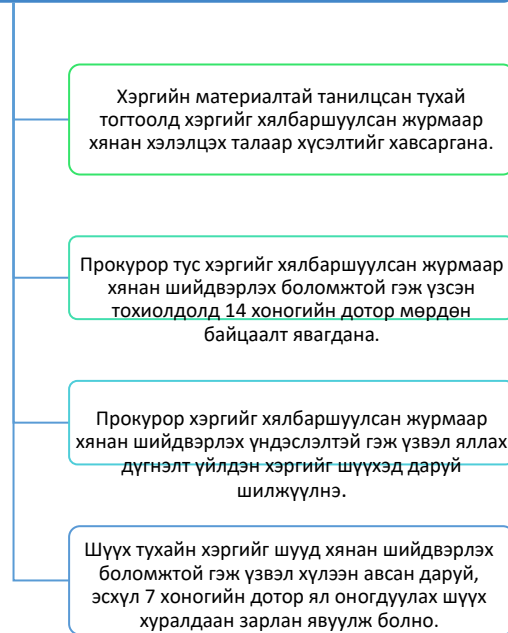 Хэргийн материалтай танилцсан тухай
тогтоолд хэргийг хялбаршуулсан журмаар
хянан хэлэлцэх талаар хүсэлтийг хавсаргана.
Прокурор тус хэргийг хялбаршуулсан журмаар
хянан шийдвэрлэх боломжтой гэж үзсэн
тохиолдолд 14 хоногийн дотор мөрдөн
байцаалт явагдана.
Прокурор хэргийг хялбаршуулсан журмаар
хянан шийдвэрлэх үндэслэлтэй гэж үзвэл яллах
дүгнэлт үйлдэн хэргийг шүүхэд даруй
шилжүүлнэ.
Шүүх тухайн хэргийг шууд хянан шийдвэрлэх
боломжтой гэж үзвэл хүлээн авсан даруй,
эсхүл 7 хоногийн дотор ял оногдуулах шүүх
хуралдаан зарлан явуулж болно.